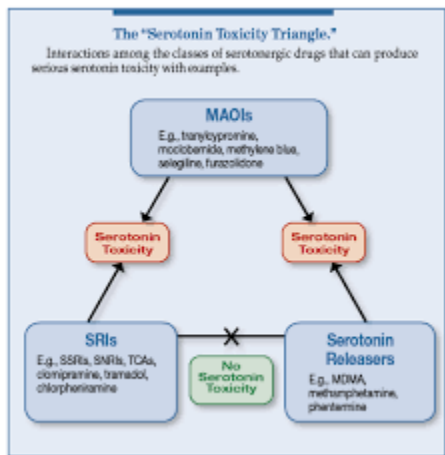 The "Serotonin Toxicity Triangle."
Interactions among the classes of serotonergic drugs that can produce
serious serotonin toxicity with examples.
MAOIs
E.g., tranylcypromine,
moclobemide, methylene blue,
selegiline, furazolidone
Serotonin
Toxicity
Serotonin
Toxicity
SRIs
E.g., SSRIs, SNRIs, TCAs,
clomipramine, tramadol,
chlorpheniramine
No
Serotonin
Toxicity
Serotonin
Releasers
E.g., MDMA,
methamphetamine,
phentermine